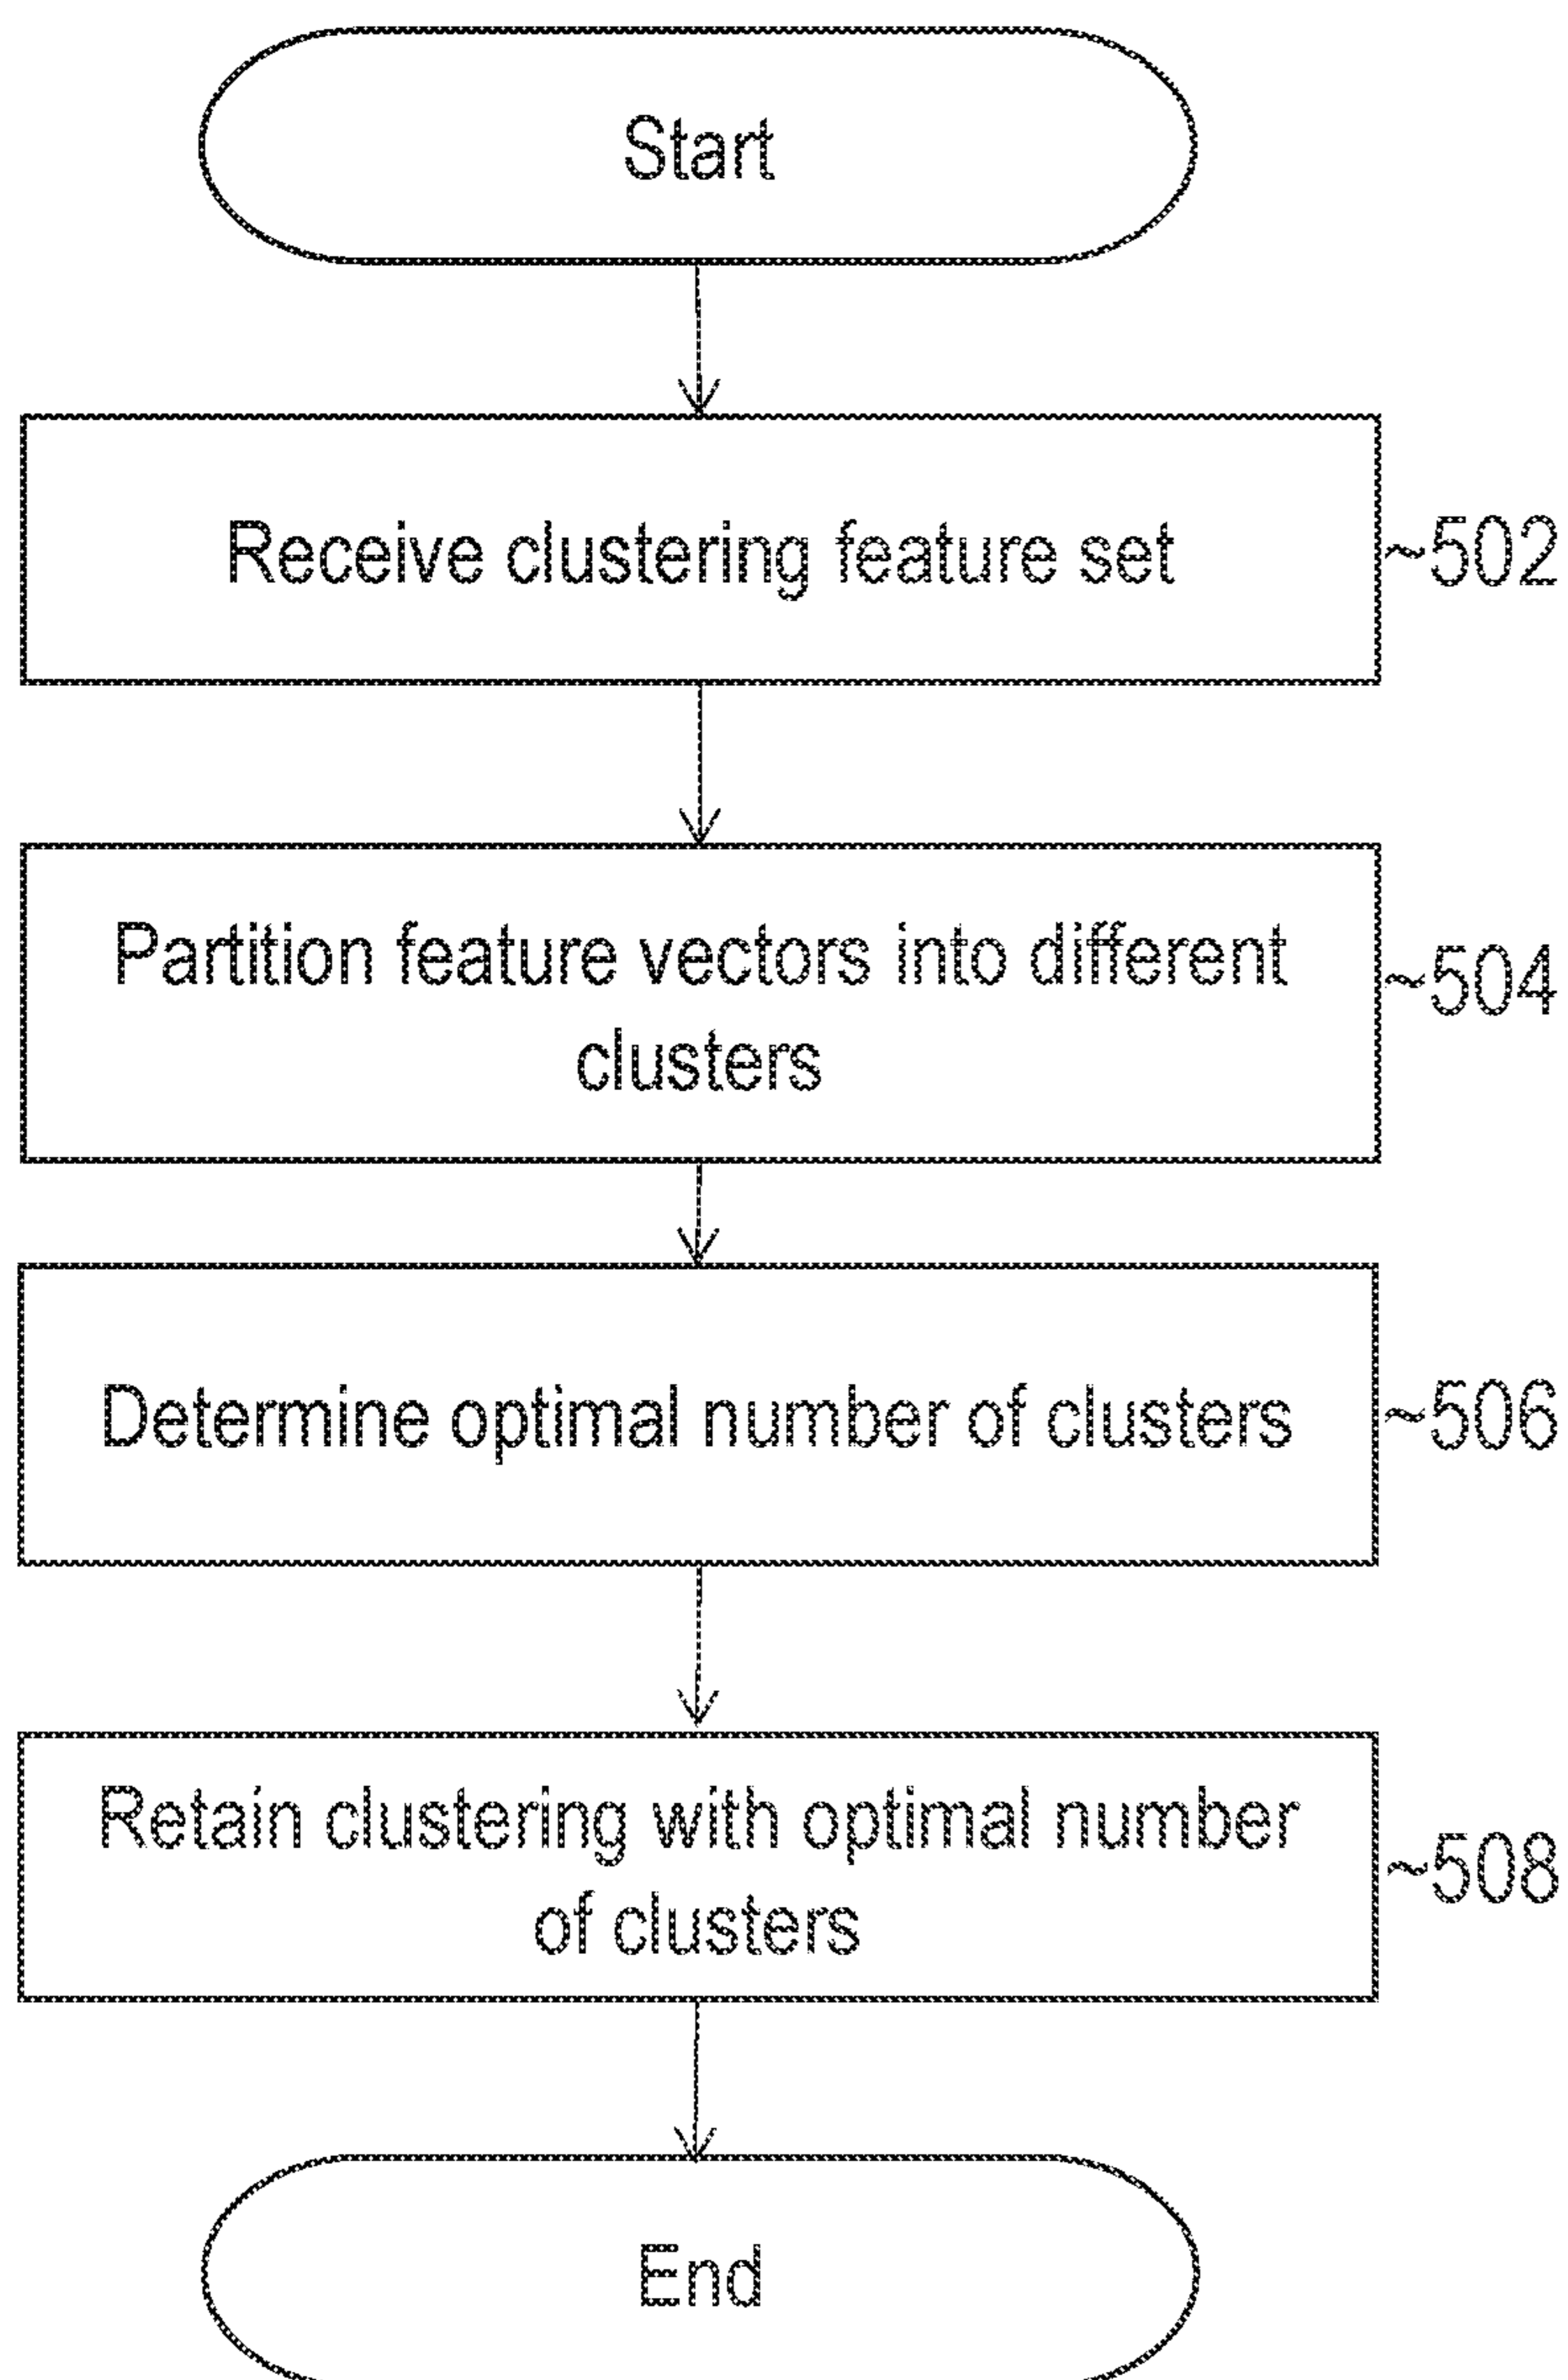 Start
Receive clustering feature set
~502
Partition feature vectors into different
clusters
~504
Determine optimal number of clusters
~506
Retain clustering with optimal number
of clusters
~508
End